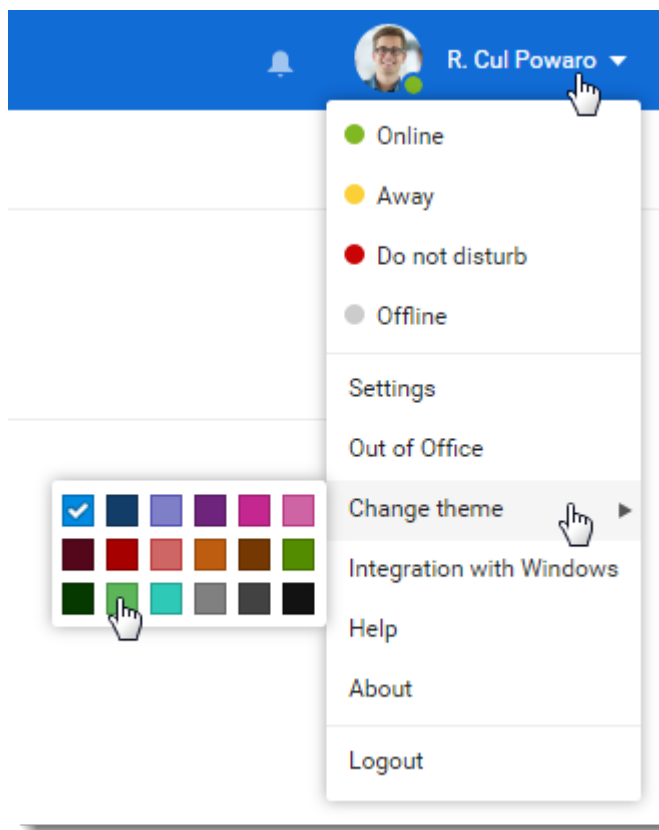 R. Cul Powaro
Online
Away
Do not disturb
Offline
Settings
Out of Office
Change theme
Integration with Windows
Help
About
Logout